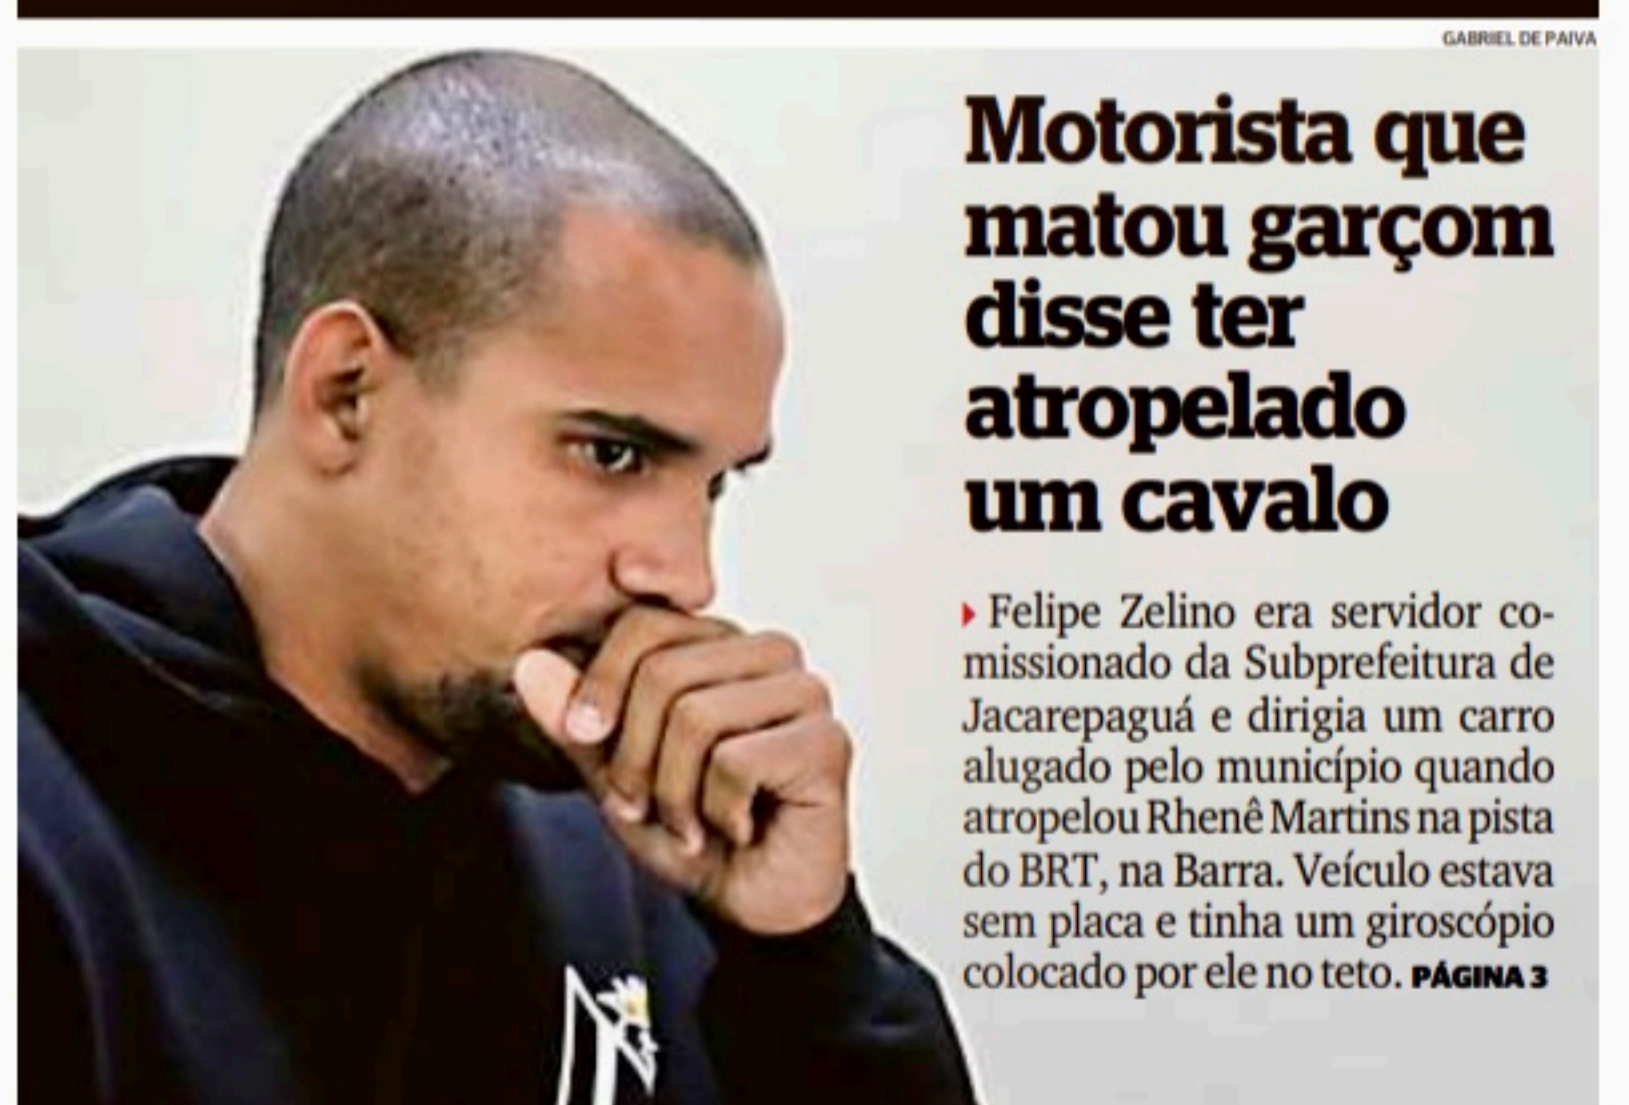 GABRIEL DE PAIVA
Motorista que
matou garçom
disse ter
atropelado
um cavalo
Felipe Zelino era servidor co-
missionado da Subprefeitura de
Jacarepaguá e dirigia um carro
alugado pelo município quando
atropelou Rhenê Martins na pista
do BRT, na Barra. Veículo estava
sem placa e tinha um giroscópio
colocado por ele no teto. PÁGINA 3